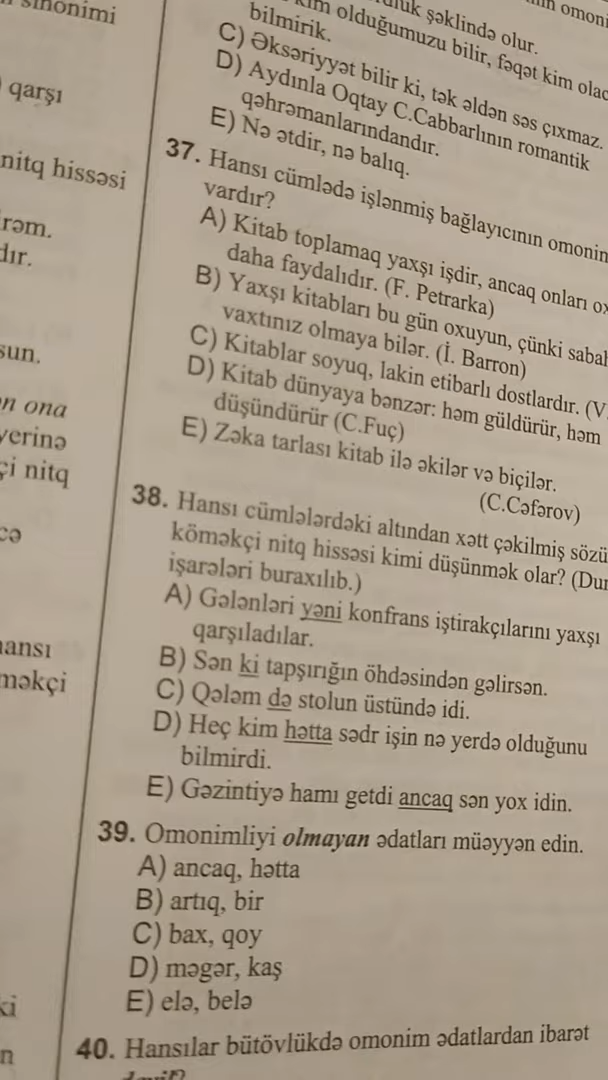 sinonimi
qarşı
nitq hissəsi
rəm.
dır.
sun.
ona
yerinə
çi nitq
cə
hansı
məkçi
ki
n
omoni
şəklində olur.
olduğumuzu bilir, fəqət kim olac
bilmirik.
C) Əksəriyyət bilir ki, tək əldən səs çıxmaz.
D) Aydınla Oqtay C.Cabbarlının romantik
qəhrəmanlarındandır.
E) Nə ətdir, nə balıq.
37. Hansı cümlədə işlənmiş bağlayıcının omonim
vardır?
A) Kitab toplamaq yaxşı işdir, ancaq onları ox
daha faydalıdır. (F. Petrarka)
B) Yaxşı kitabları bu gün oxuyun, çünki sabah
vaxtınız olmaya bilər. (İ. Barron)
C) Kitablar soyuq, lakin etibarlı dostlardır. (V.
D) Kitab dünyaya bənzər: həm güldürür, həm
düşündürür (C.Fuç)
E) Zəka tarlası kitab ilə əkilər və biçilər.
(C.Cəfərov)
38. Hansı cümlələrdəki altından xətt çəkilmiş sözü
köməkçi nitq hissəsi kimi düşünmək olar? (Dur
işarələri buraxılıb.)
A) Gələnləri yəni konfrans iştirakçılarını yaxşı
qarşıladılar.
B) Sən ki tapşırığın öhdəsindən gəlirsən.
C) Qələm də stolun üstündə idi.
D) Heç kim hətta sədr işin nə yerdə olduğunu
bilmirdi.
E) Gəzintiyə hamı getdi ancaq sən yox idin.
39. Omonimliyi olmayan ədatları müəyyən edin.
A) ancaq, hətta
B) artıq, bir
C) bax, qoy
D) məgər, kaş
E) elə, belə
40. Hansılar bütövlükdə omonim ədatlardan ibarət